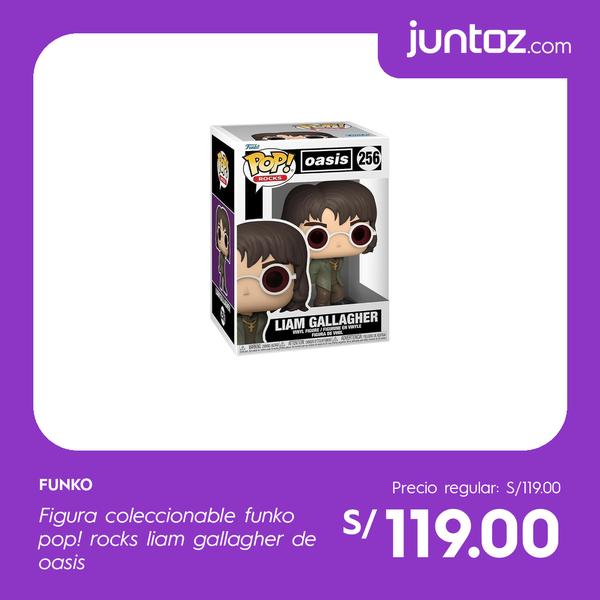 juntoz.com
Funko
POP!
ROCKS
oasis
256
LIAM GALLAGHER
VINYL FIGURE / FIGURINE EN VINYLE
FIGURA DE VINIL
FUNKO
Figura coleccionable funko
pop! rocks liam gallagher de
oasis
Precio regular: S/119.00
S/119.00